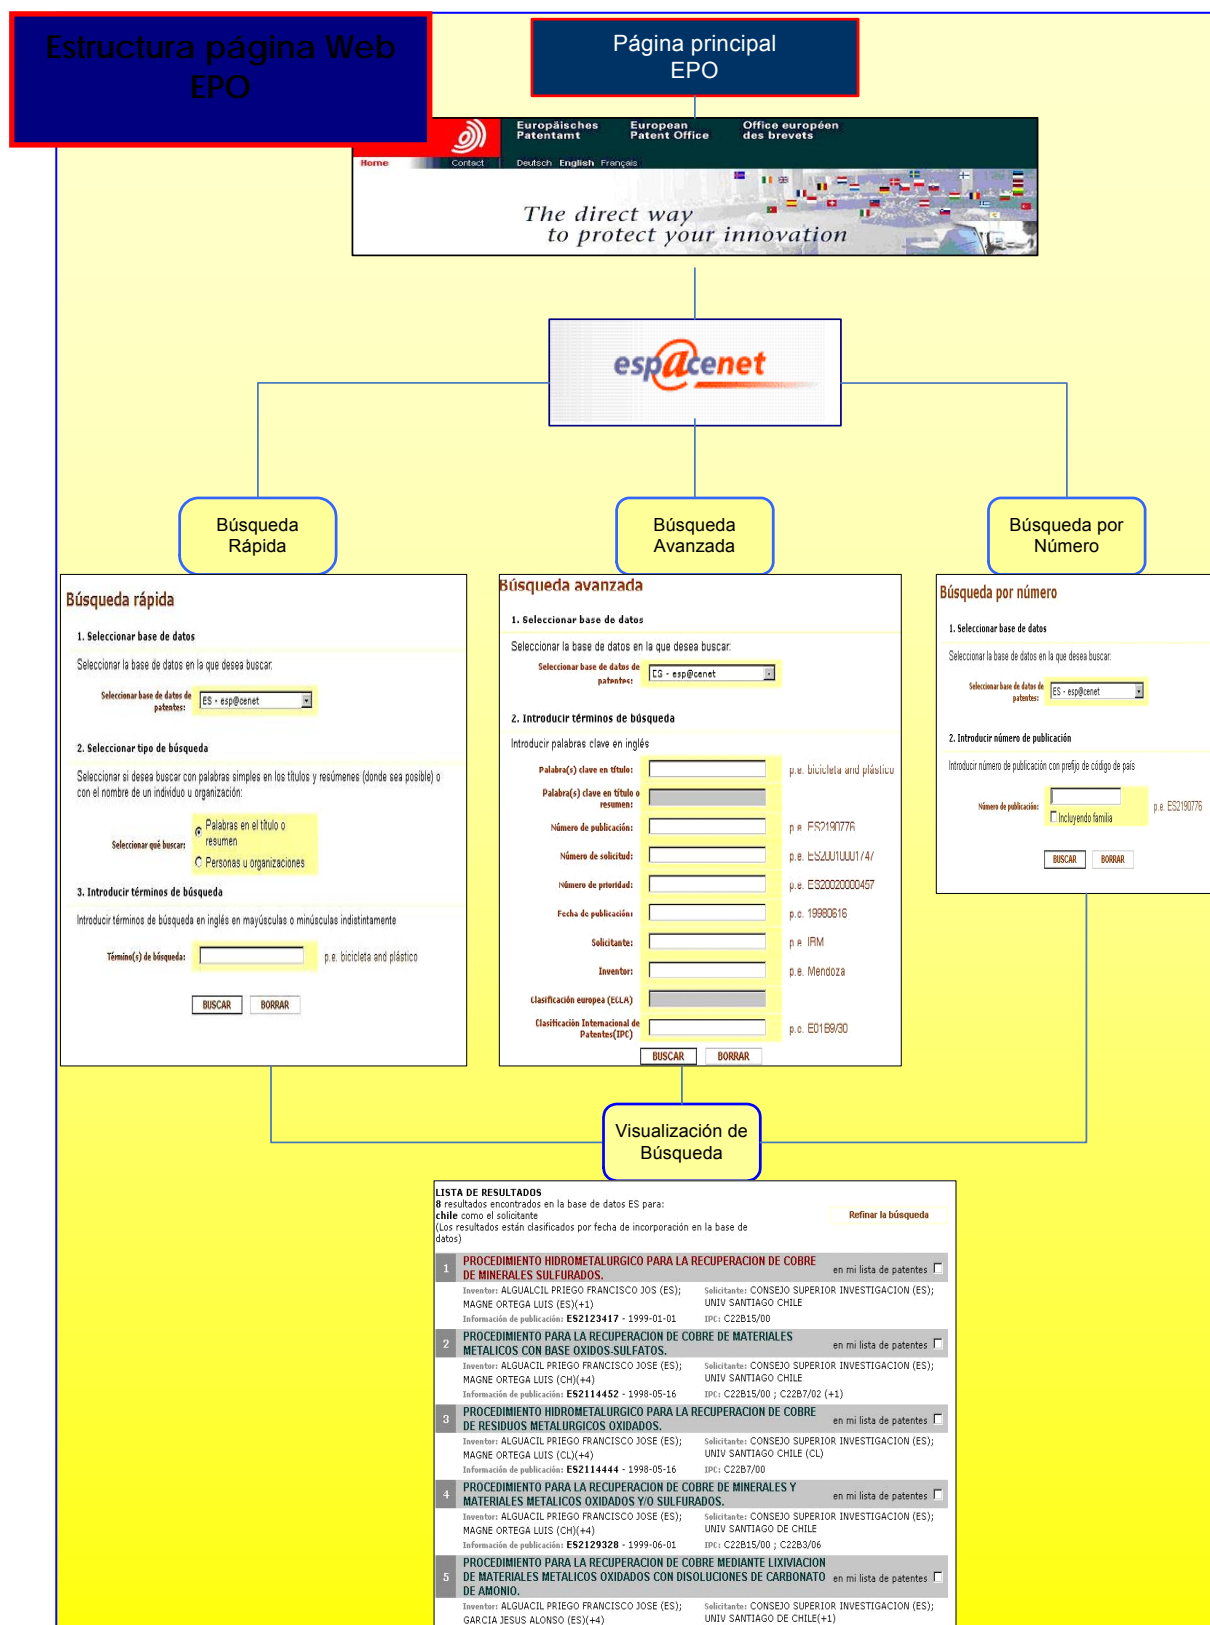 Estructura página Web
EPO
Página principal
EPO
Europäisches Patentamt
European Patent Office
Office européen des brevets
Home
Contact
Deutsch English Français
The direct way
to protect your innovation
esp@cenet
Búsqueda
Rápida
Búsqueda
Avanzada
Búsqueda por
Número
Búsqueda rápida
1. Seleccionar base de datos
Seleccionar la base de datos en la que desea buscar:
Seleccionar base de datos de
patentes:
ES - esp@cenet
2. Seleccionar tipo de búsqueda
Seleccionar si desea buscar con palabras simples en los títulos y resúmenes (donde sea posible) o
con el nombre de un individuo u organización:
Seleccionar qué buscar:
Palabras en el título o
resumen
Personas u organizaciones
3. Introducir términos de búsqueda
Introducir términos de búsqueda en inglés en mayúsculas o minúsculas indistintamente
Término(s) de búsqueda:
p.e. bicicleta and plástico
BUSCAR BORRAR
Búsqueda avanzada
1. Seleccionar base de datos
Seleccionar la base de datos en la que desea buscar:
Seleccionar base de datos de
patentes:
ES - esp@cenet
2. Introducir términos de búsqueda
Introducir palabras clave en inglés
Palabra(s) clave en título: p.e. bicicleta and plástico
Palabra(s) clave en título o
resumen:
Número de publicación: p.e. ES2190776
Número de solicitud: p.e. ES20010001747
Número de prioridad: p.e. ES20020000457
Fecha de publicación: p.e. 19980616
Solicitante: p.e. IBM
Inventor: p.e. Mendoza
Clasificación europea (ECLA)
Clasificación Internacional de
Patentes(IPC) p.e. E01B9/30
BUSCAR BORRAR
Búsqueda por número
1. Seleccionar base de datos
Seleccionar la base de datos en la que desea buscar:
Seleccionar base de datos de
patentes:
ES - esp@cenet
2. Introducir número de publicación
Introducir número de publicación con prefijo de código de país
Número de publicación: p.e. ES2190776
Incluyendo familia
BUSCAR BORRAR
Visualización de
Búsqueda
LISTA DE RESULTADOS
8 resultados encontrados en la base de datos ES para:
chile como el solicitante
(Los resultados están clasificados por fecha de incorporación en la base de
datos)
Refinar la búsqueda
1 PROCEDIMIENTO HIDROMETALURGICO PARA LA RECUPERACION DE COBRE
DE MINERALES SULFURADOS. en mi lista de patentes
Inventor: ALGUALCIL PRIEGO FRANCISCO JOS (ES); Solicitante: CONSEJO SUPERIOR INVESTIGACION (ES);
MAGNE ORTEGA LUIS (ES)(+1) UNIV SANTIAGO CHILE
Información de publicación: ES2123417 - 1999-01-01 IPC: C22B15/00
2 PROCEDIMIENTO PARA LA RECUPERACION DE COBRE DE MATERIALES
METALICOS CON BASE OXIDOS-SULFATOS. en mi lista de patentes
Inventor: ALGUACIL PRIEGO FRANCISCO JOSE (ES); Solicitante: CONSEJO SUPERIOR INVESTIGACION (ES);
MAGNE ORTEGA LUIS (CH)(+4) UNIV SANTIAGO CHILE
Información de publicación: ES2114452 - 1998-05-16 IPC: C22B15/00 ; C22B7/02 (+1)
3 PROCEDIMIENTO HIDROMETALURGICO PARA LA RECUPERACION DE COBRE
DE RESIDUOS METALURGICOS OXIDADOS. en mi lista de patentes
Inventor: ALGUACIL PRIEGO FRANCISCO JOSE (ES); Solicitante: CONSEJO SUPERIOR INVESTIGACION (ES);
MAGNE ORTEGA LUIS (CL)(+4) UNIV SANTIAGO CHILE (CL)
Información de publicación: ES2114444 - 1998-05-16 IPC: C22B7/00
4 PROCEDIMIENTO PARA LA RECUPERACION DE COBRE DE MINERALES Y
MATERIALES METALICOS OXIDADOS Y/O SULFURADOS. en mi lista de patentes
Inventor: ALGUACIL PRIEGO FRANCISCO JOSE (ES); Solicitante: CONSEJO SUPERIOR INVESTIGACION (ES);
MAGNE ORTEGA LUIS (CH)(+4) UNIV SANTIAGO DE CHILE
Información de publicación: ES2129328 - 1999-06-01 IPC: C22B15/00 ; C22B3/06
PROCEDIMIENTO PARA LA RECUPERACION DE COBRE MEDIANTE LIXIVIACION
5 DE MATERIALES METALICOS OXIDADOS CON DISOLUCIONES DE CARBONATO en mi lista de patentes
DE AMONIO.
Inventor: ALGUACIL PRIEGO FRANCISCO JOSE (ES); Solicitante: CONSEJO SUPERIOR INVESTIGACION (ES);
GARCIA JESUS ALONSO (ES)(+4) UNIV SANTIAGO DE CHILE(+1)